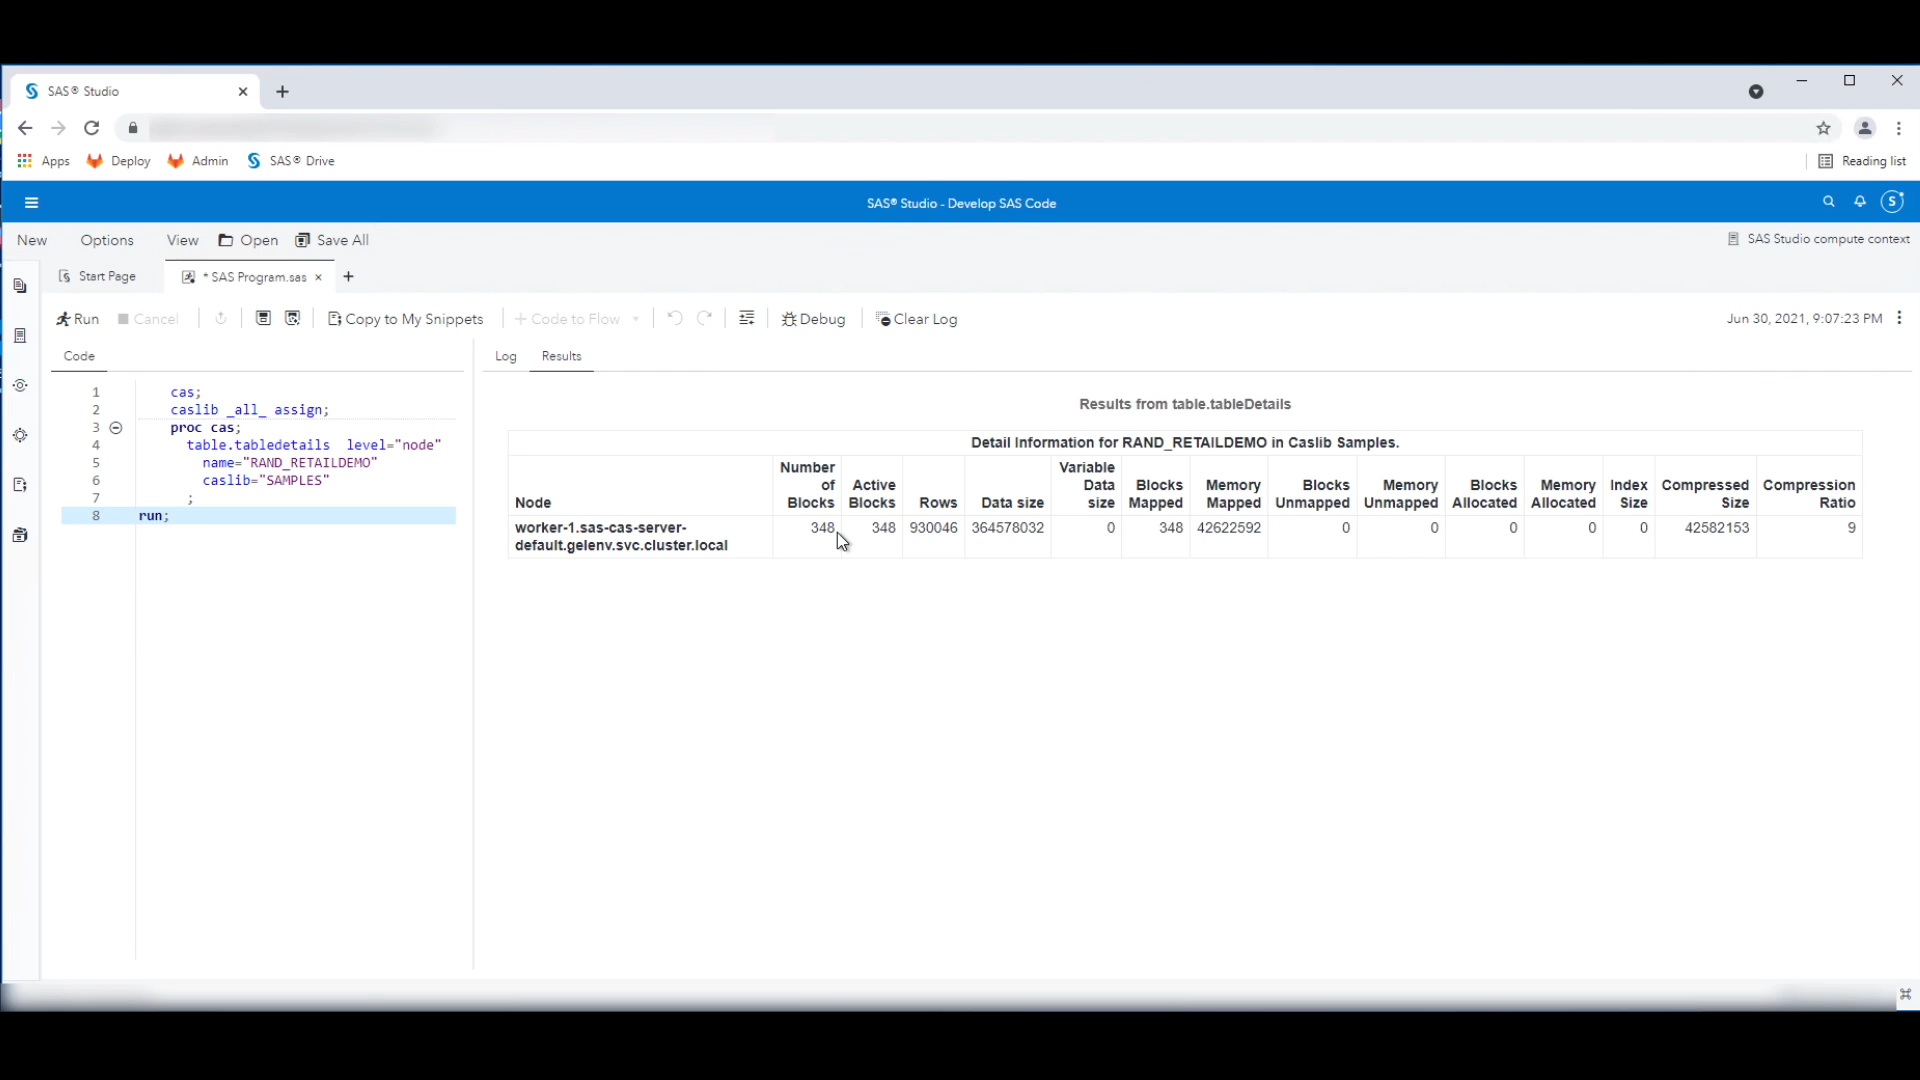 SAS® Studio
Apps Deploy Admin SAS® Drive Reading list
SAS® Studio - Develop SAS Code
New Options View Open Save All SAS Studio compute context
Start Page * SAS Program.sas
Run Cancel Copy to My Snippets Code to Flow Debug Clear Log Jun 30, 2021, 9:07:23 PM
Code
1 cas;
2 caslib _all_ assign;
3 proc cas;
4 table.tabledetails level="node"
5 name="RAND_RETAILDEMO"
6 caslib="SAMPLES"
7 ;
8 run;
Log Results
Results from table.tableDetails
Detail Information for RAND_RETAILDEMO in Caslib Samples.
Node Number of Blocks Active Blocks Rows Data size Variable Data size Blocks Mapped Memory Mapped Blocks Unmapped Memory Unmapped Blocks Allocated Memory Allocated Index Size Compressed Size Compression Ratio
worker-1.sas-cas-server- 348 348 930046 364578032 0 348 42622592 0 0 0 0 0 42582153 9
default.gelenv.svc.cluster.local